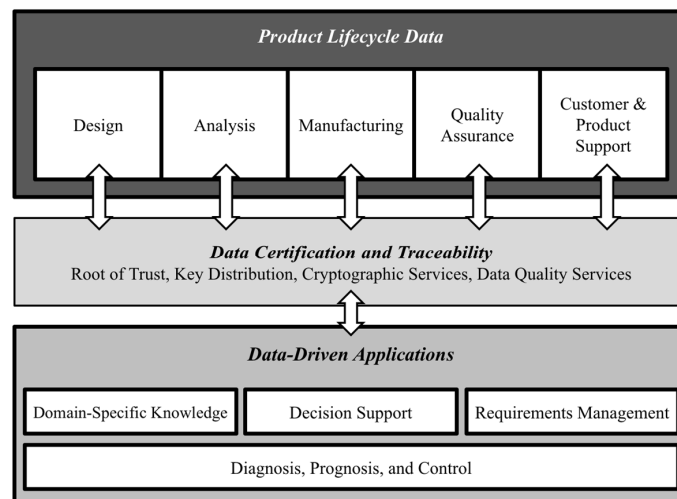 Product Lifecycle Data
Design
Analysis
Manufacturing
Quality
Assurance
Customer &
Product
Support
Data Certification and Traceability
Root of Trust, Key Distribution, Cryptographic Services, Data Quality Services
Data-Driven Applications
Domain-Specific Knowledge
Decision Support
Requirements Management
Diagnosis, Prognosis, and Control